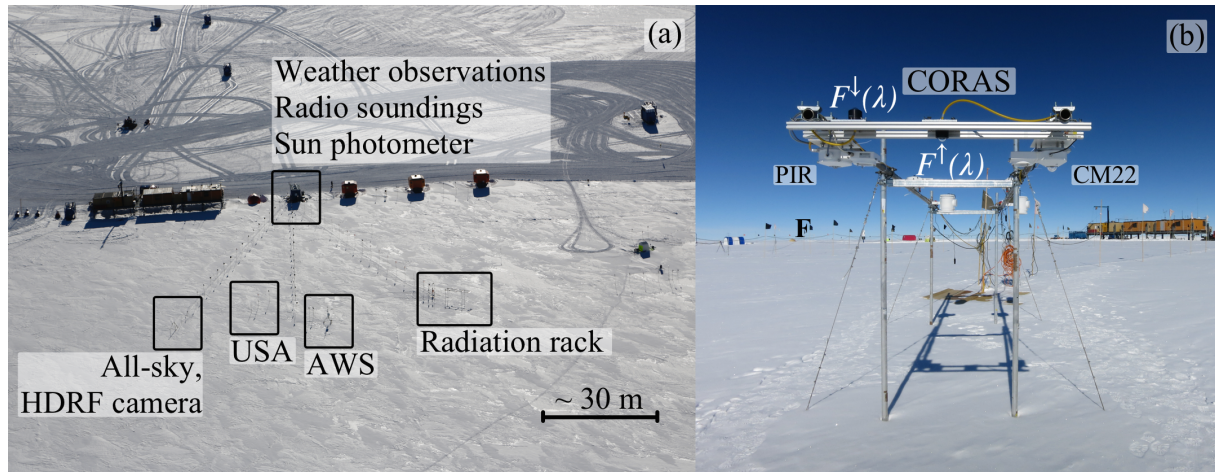 (a)
Weather observations
Radio soundings
Sun photometer
All-sky,
HDRF camera
USA
AWS
Radiation rack
~ 30 m
(b)
CORAS
F↓(λ)
F↑(λ)
PIR
CM22
F